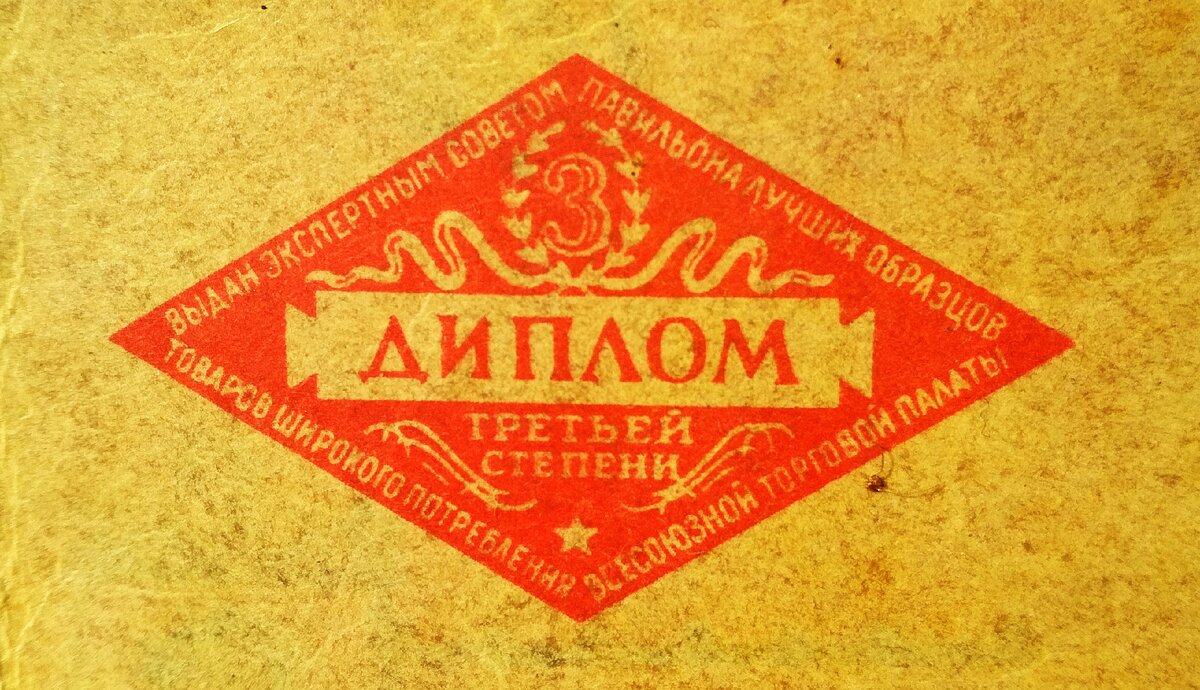 ВЫДАН ЭКСПЕРТНЫМ СОВЕТОМ
ПАВИЛЬОНА ЛУЧШИХ ОБРАЗЦОВ
3
ДИПЛОМ
ТРЕТЬЕЙ
СТЕПЕНИ
ТОВАРОВ ШИРОКОГО ПОТРЕБЛЕНИЯ
ВСЕСОЮЗНОЙ ТОРГОВОЙ ПАЛАТЫ